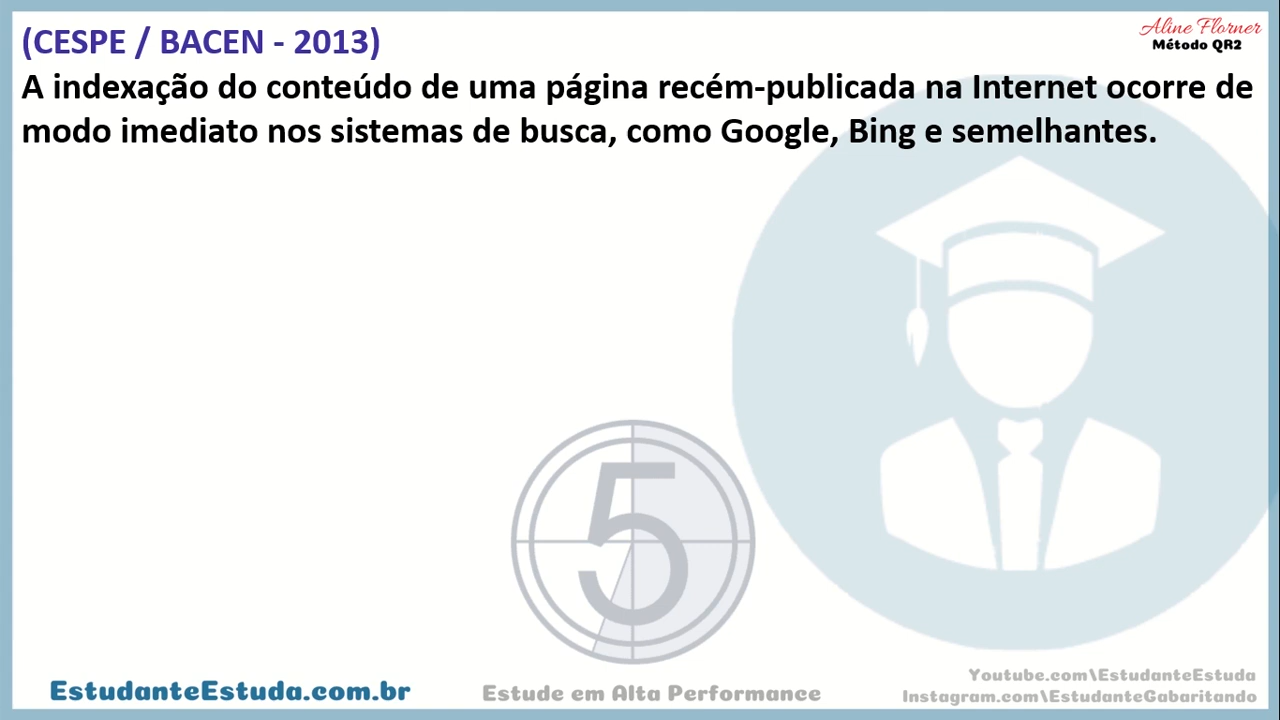 (CESPE / BACEN - 2013)
Aline Florner
Método QR2
A indexação do conteúdo de uma página recém-publicada na Internet ocorre de
modo imediato nos sistemas de busca, como Google, Bing e semelhantes.
5
EstudanteEstuda.com.br
Estude em Alta Performance
Youtube.com\EstudanteEstuda
Instagram.com\EstudanteGabaritando